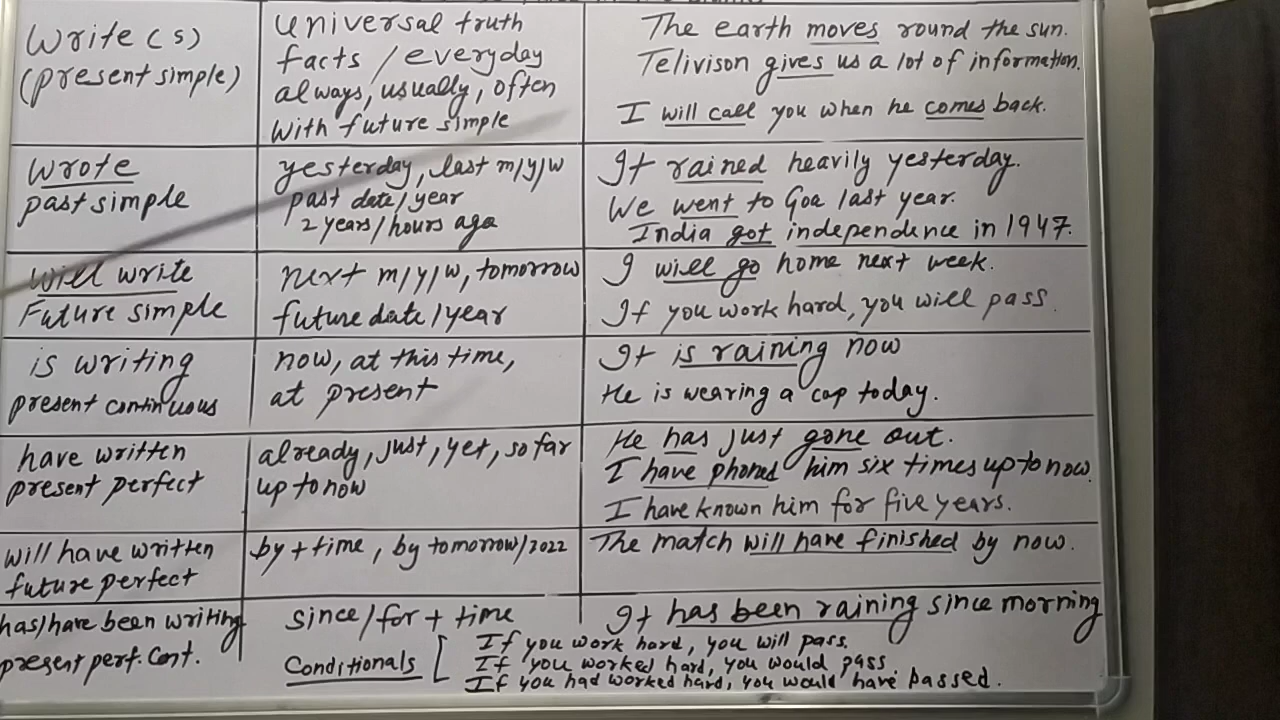 write(s)
(present simple)
universal truth
facts / everyday
always, usually, often
with future simple
The earth moves round the sun.
Telivison gives us a lot of information.
I will call you when he comes back.
wrote
past simple
yesterday, last m/y/w
past date/year
2 years/hours ago
It rained heavily yesterday.
We went to Goa last year.
India got independence in 1947.
will write
Future simple
next m/y/w, tomorrow
future date/year
I will go home next week.
If you work hard, you will pass.
is writing
present continuous
now, at this time,
at present
It is raining now
He is wearing a cap today.
have written
present perfect
already, just, yet, so far
up to now
He has just gone out.
I have phoned him six times up to now.
I have known him for five years.
will have written
future perfect
by + time, by tomorrow/2022
The match will have finished by now.
has/have been writing
present perf. cont.
since/for + time
It has been raining since morning
Conditionals
If you work hard, you will pass.
If you worked hard, you would pass.
If you had worked hard, you would have passed.